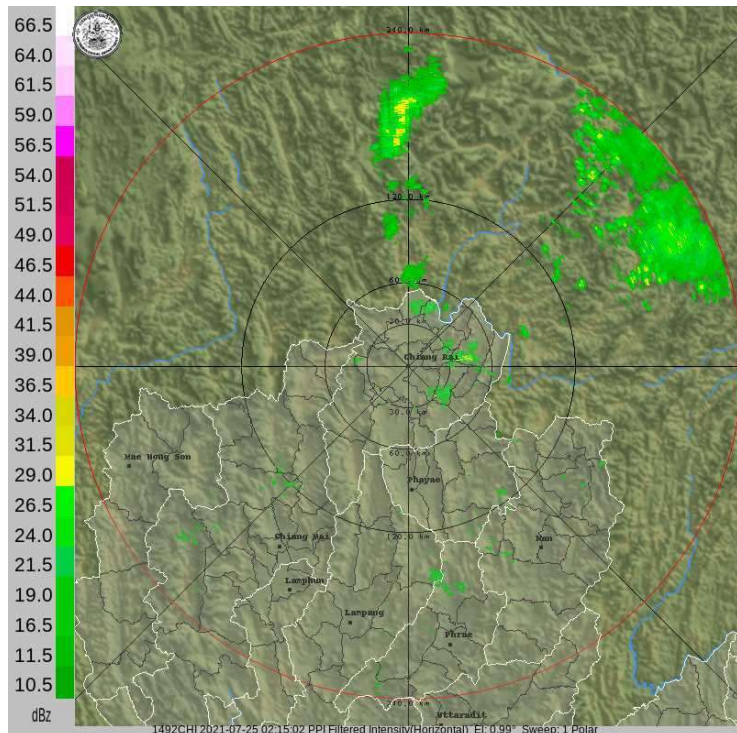 66.5
64.0
61.5
59.0
56.5
54.0
51.5
49.0
46.5
44.0
41.5
39.0
36.5
34.0
31.5
29.0
26.5
24.0
21.5
19.0
16.5
11.5
10.5
dBz
240.0 km
120.0 km
60.0 km
30.0 km
Chiang Rai
30.0 km
60.0 km
Mae Hong Son
Phayao
120.0 km
Chiang Mai
Nan
Lamphun
Lampang
Phrae
240.0 km
Uttaradit
1492CHI 2021-07-25 02:15:02 PPI Filtered Intensity(Horizontal) El: 0.99° Sweep: 1 Polar